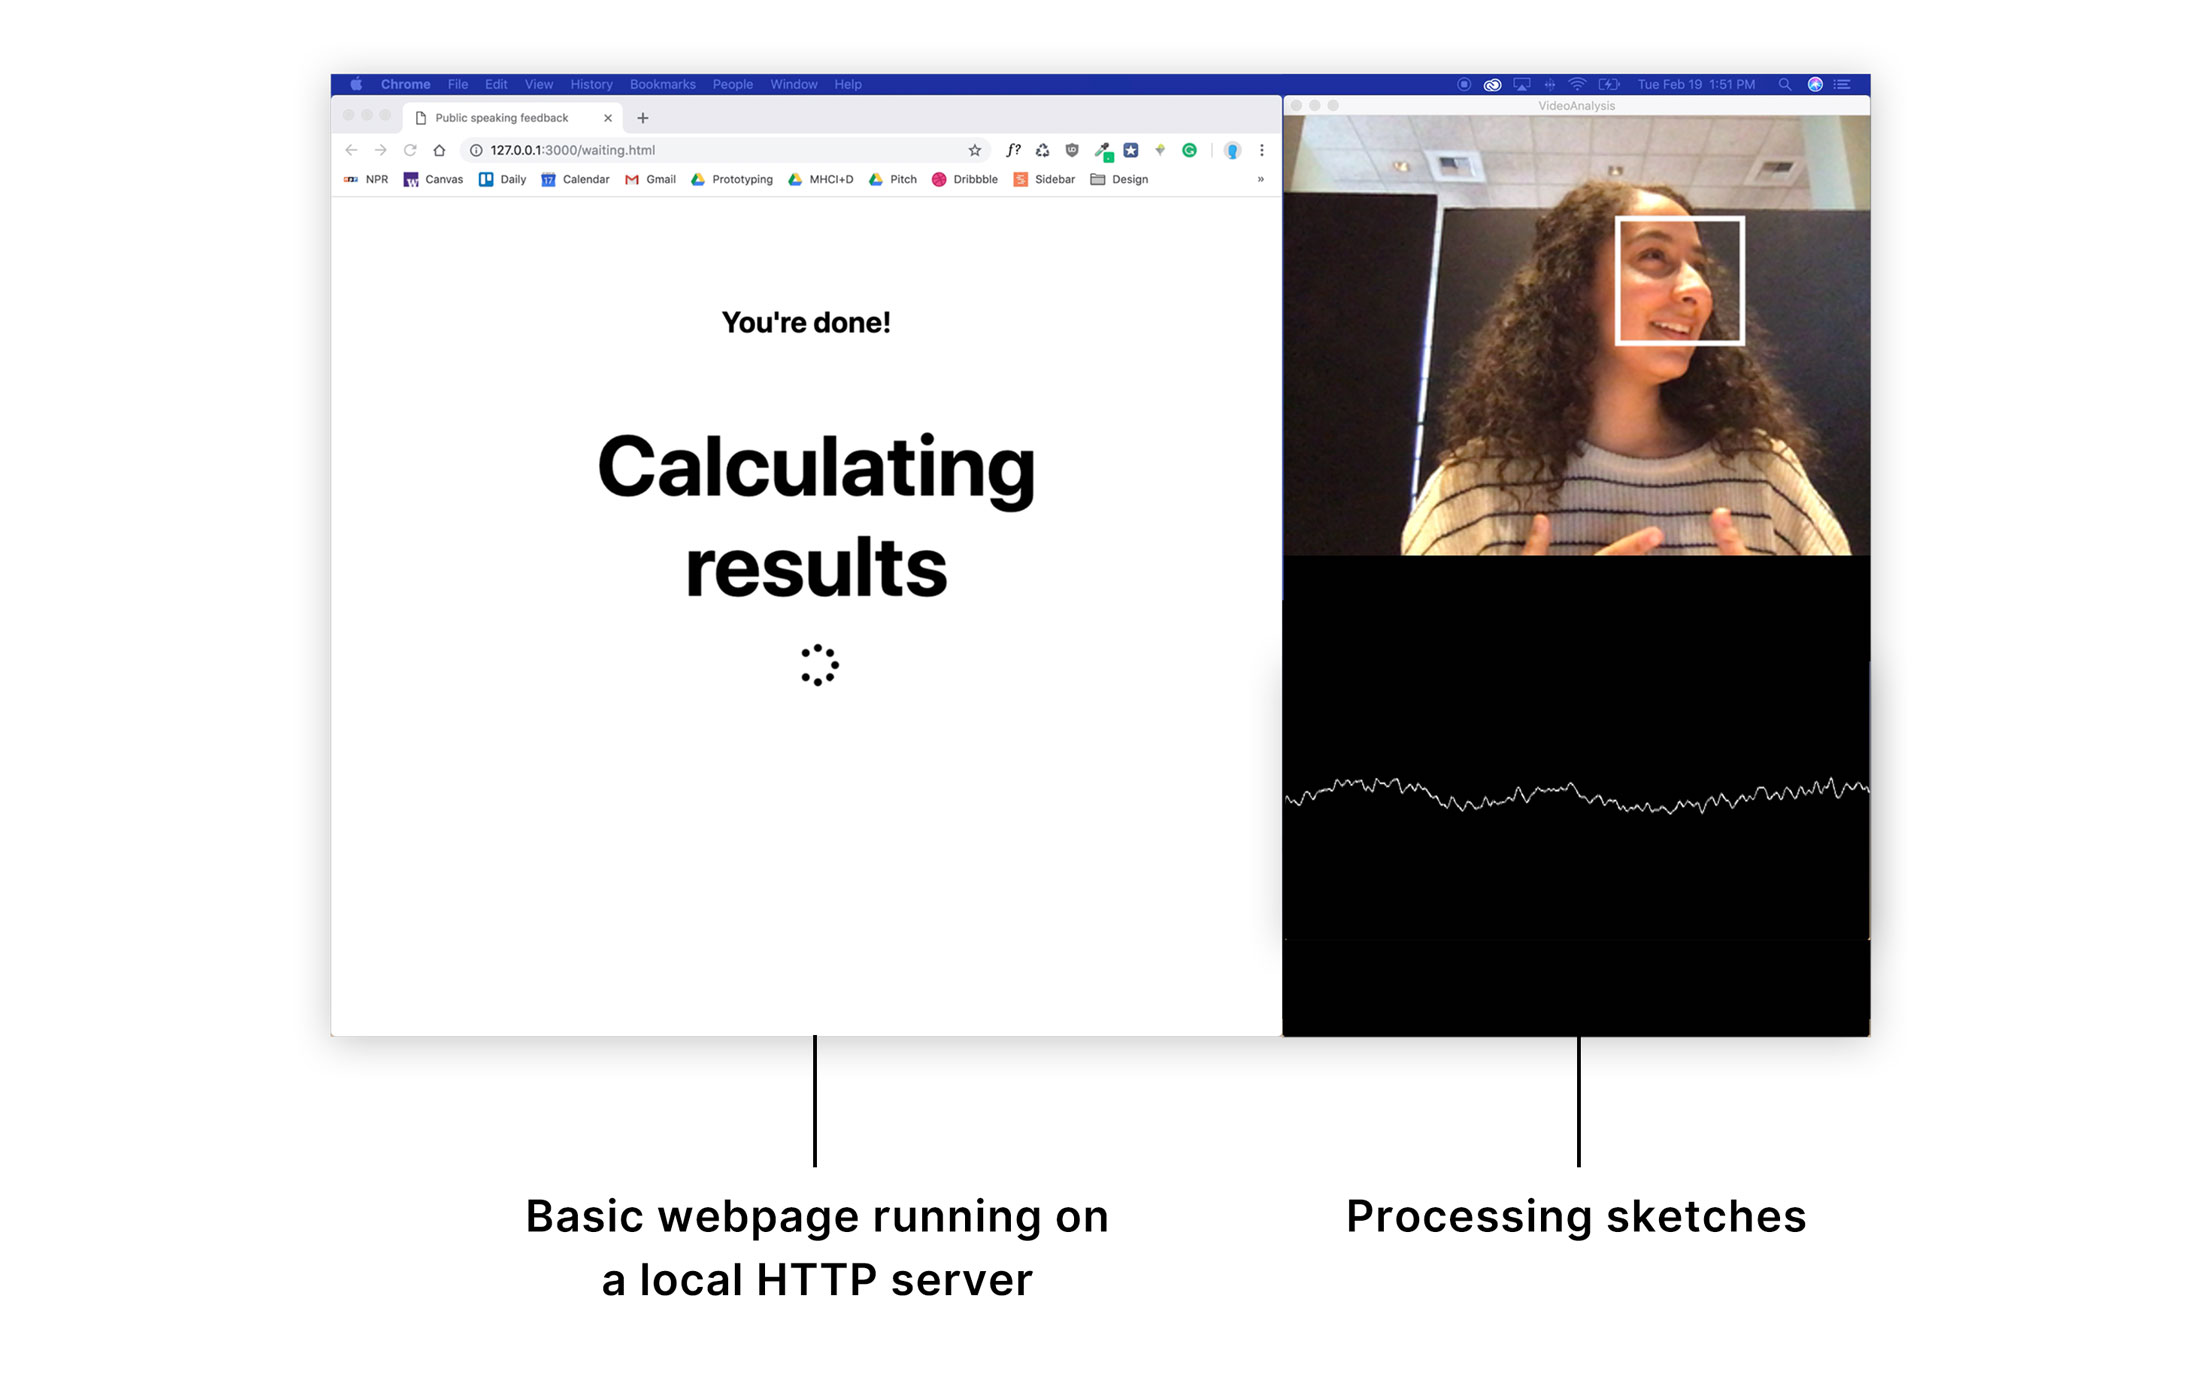 Chrome File Edit View History Bookmarks People Window Help
Tue Feb 19 1:51 PM
Public speaking feedback
127.0.0.1:3000/waiting.html
f?
NPR Canvas Daily 17 Calendar Gmail Prototyping MHCI+D Pitch Dribbble S Sidebar Design »
VideoAnalysis
You're done!
Calculating
results
Basic webpage running on
a local HTTP server
Processing sketches